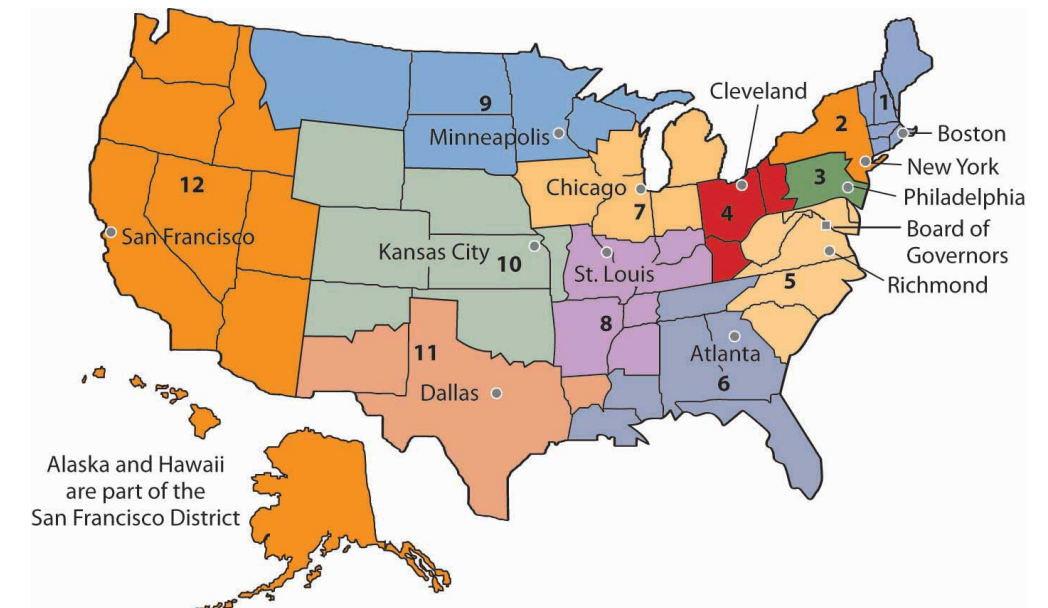 Cleveland
1
9
2
Minneapolis
Boston
New York
3
12
Chicago
Philadelphia
7
4
San Francisco
Board of
Governors
Kansas City
10
St. Louis
5
Richmond
8
11
Atlanta
6
Dallas
Alaska and Hawaii
are part of the
San Francisco District